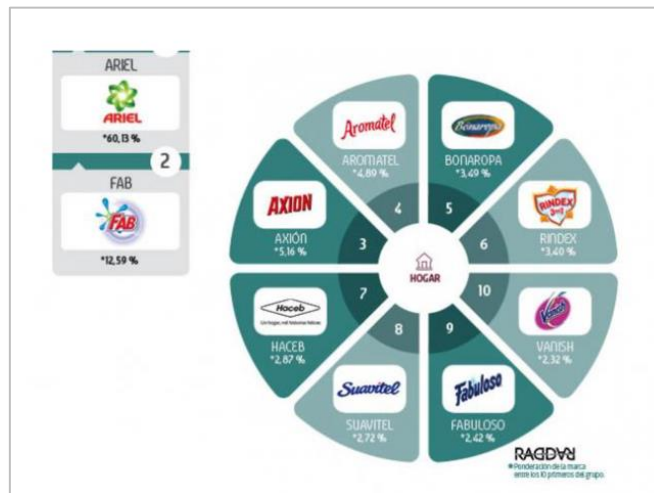 ARIEL
ARIEL
*60,13 %
2
FAB
FAB
*12,59 %
Aromatel
AROMATEL
*4,89 %
4
Bonaropa
BONAROPA
*3,49 %
5
AXION
AXIÓN
*5,16 %
3
RINDEX
3en1
RINDEX
*3,40 %
6
HOGAR
Haceb
HACEB
*2,87 %
7
Vanish
VANISH
*2,32 %
10
Suavitel
SUAVITEL
*2,72 %
8
Fabuloso
FABULOSO
*2,42 %
9
RADDAR
*Ponderación de la marca
entre los 10 primeros del grupo.